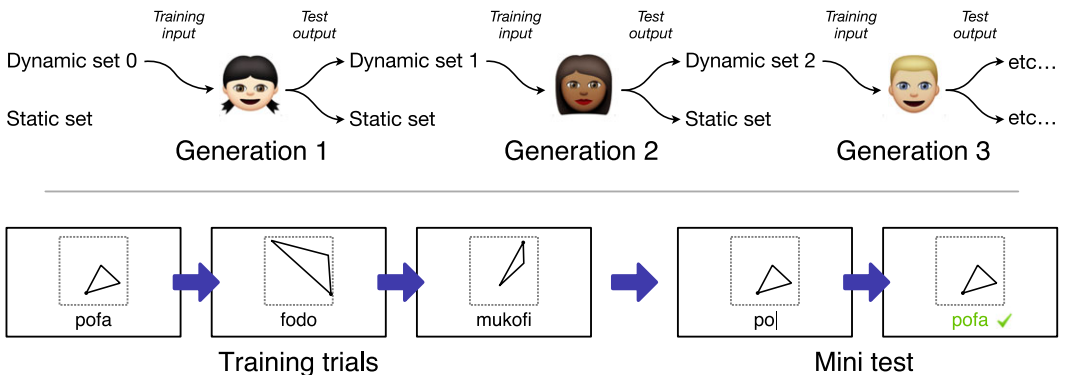 Training input
Test output
Training input
Test output
Training input
Test output
Dynamic set 0
Dynamic set 1
Dynamic set 2
etc…
Static set
Static set
Static set
etc…
Generation 1
Generation 2
Generation 3
pofa
fodo
mukofi
po|
pofa ✓
Training trials
Mini test